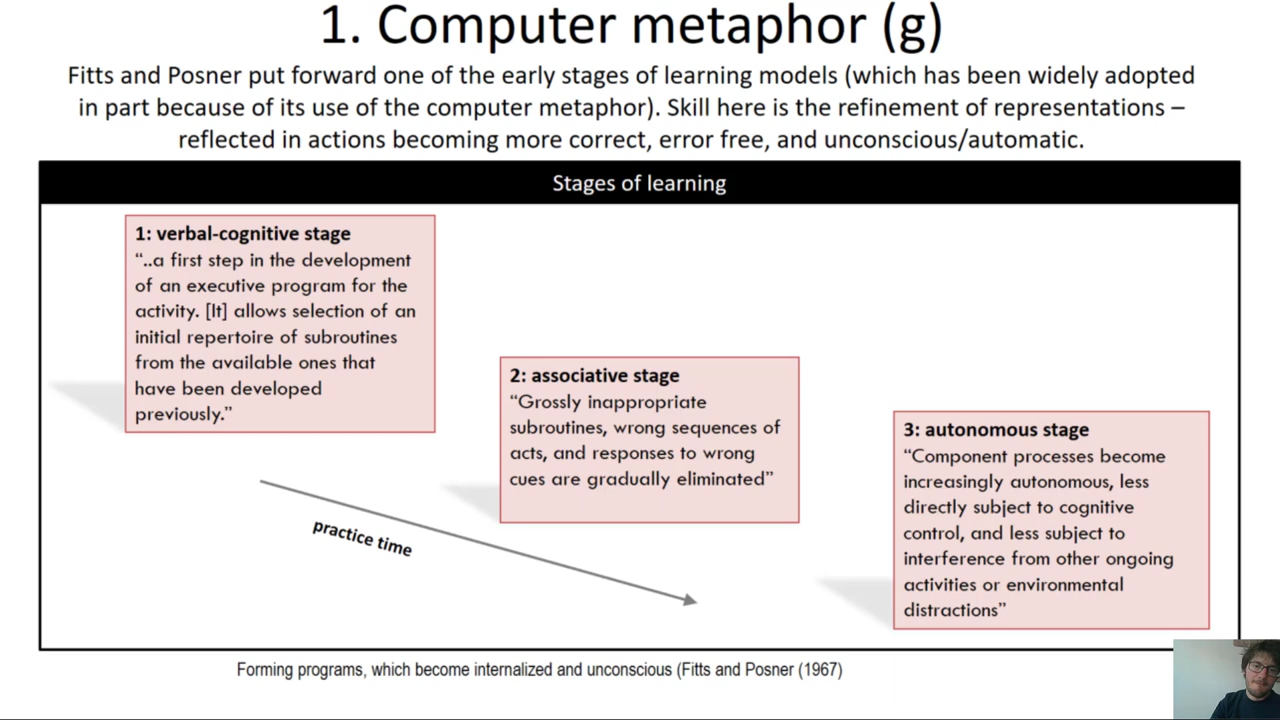 1. Computer metaphor (g)
Fitts and Posner put forward one of the early stages of learning models (which has been widely adopted
in part because of its use of the computer metaphor). Skill here is the refinement of representations –
reflected in actions becoming more correct, error free, and unconscious/automatic.
Stages of learning
1: verbal-cognitive stage
“..a first step in the development
of an executive program for the
activity. [It] allows selection of an
initial repertoire of subroutines
from the available ones that
have been developed
previously.”
2: associative stage
“Grossly inappropriate
subroutines, wrong sequences of
acts, and responses to wrong
cues are gradually eliminated”
3: autonomous stage
“Component processes become
increasingly autonomous, less
directly subject to cognitive
control, and less subject to
interference from other ongoing
activities or environmental
distractions”
practice time
Forming programs, which become internalized and unconscious (Fitts and Posner (1967)